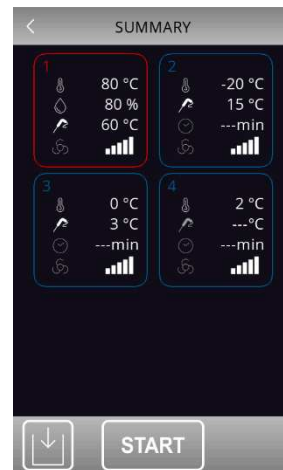 SUMMARY
1
80 °C
80 %
60 °C
2
-20 °C
15 °C
---min
3
0 °C
3 °C
---min
4
2 °C
---°C
---min
START